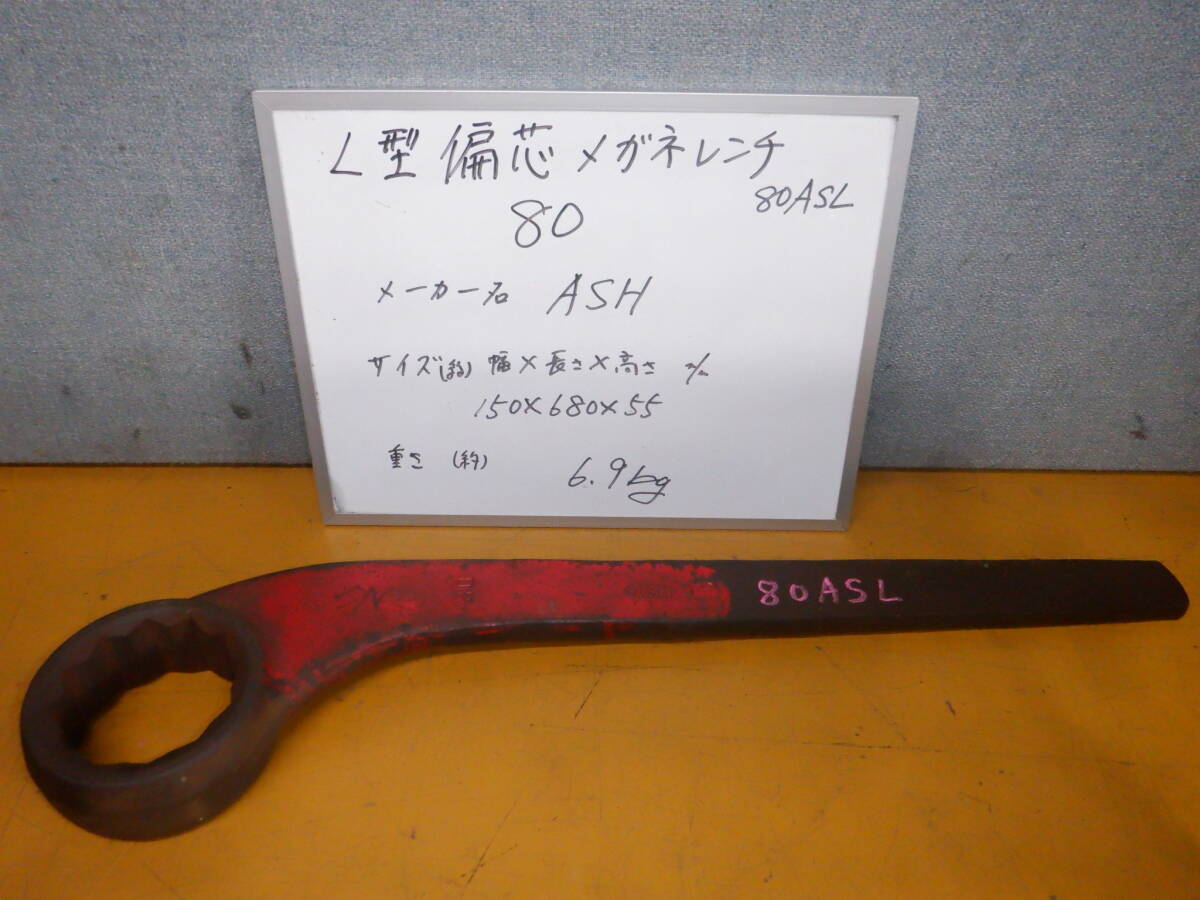 L型偏芯メガネレンチ
80ASL
80
メーカー名 ASH
サイズ(約) 幅×長さ×高さ m/m
150×680×55
重さ (約)
6.9kg
80ASL